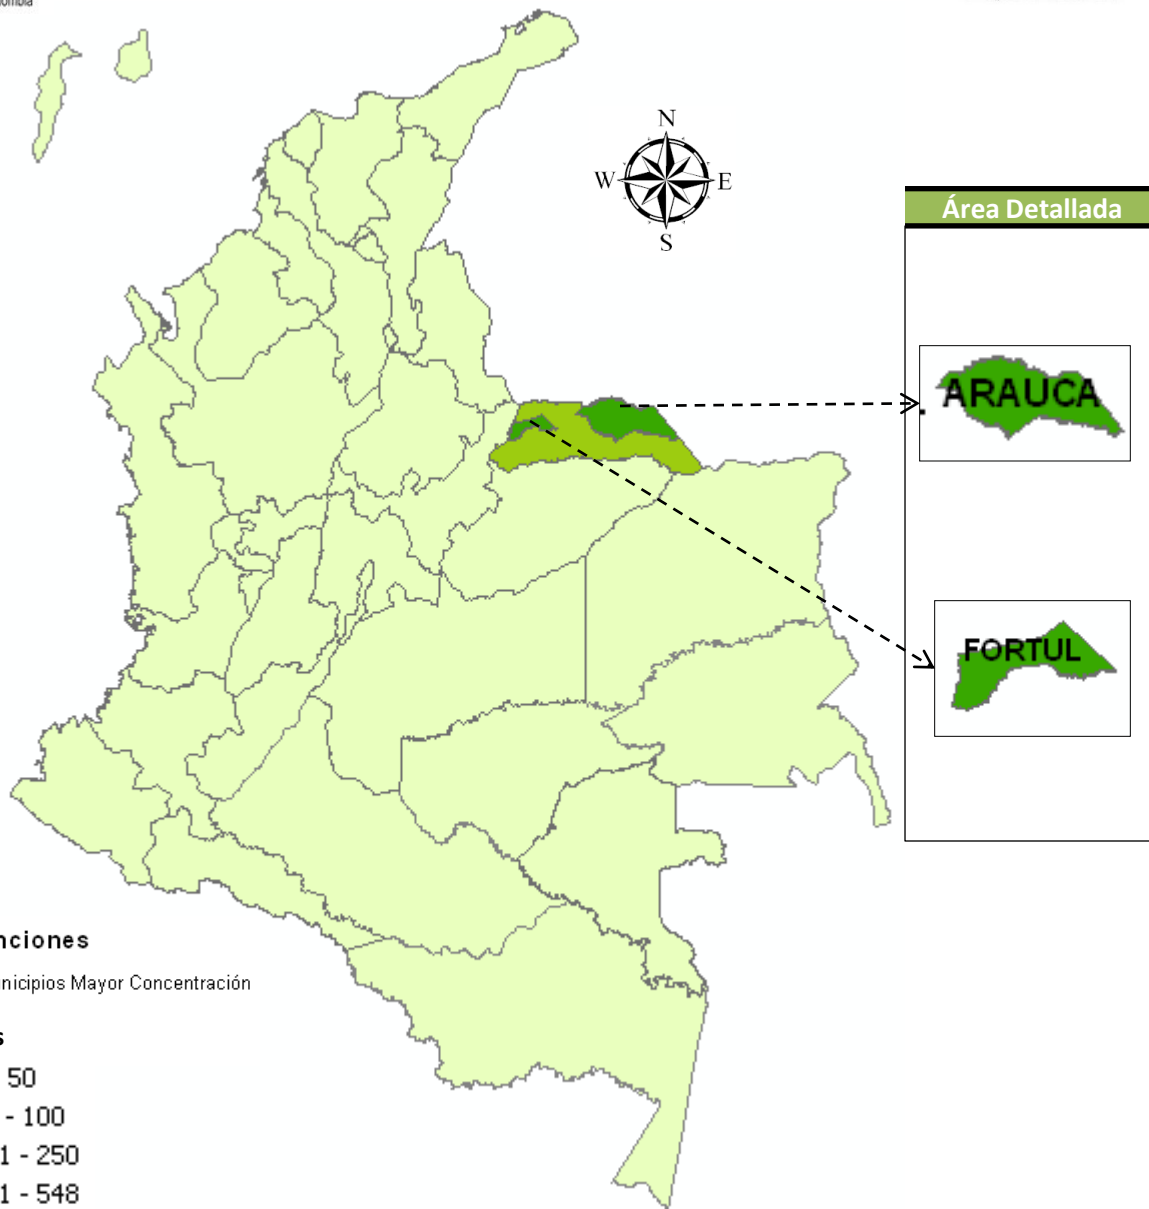 N
W E
S
Área Detallada
ARAUCA
FORTUL
nciones
nicipios Mayor Concentración
s
50
- 100
1 - 250
1 - 548